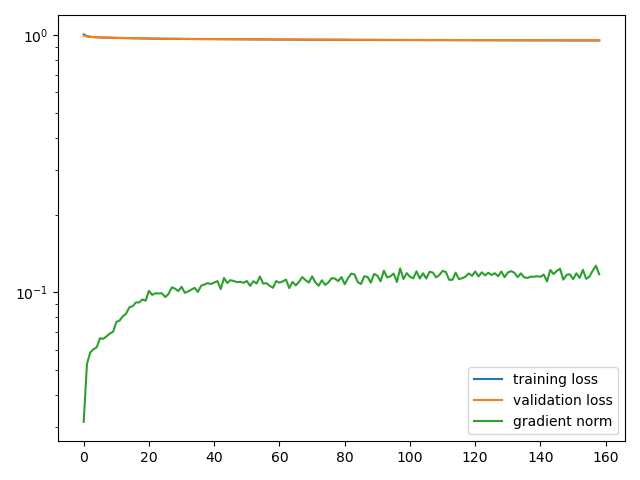 10⁰
10⁻¹
0 20 40 60 80 100 120 140 160
training loss
validation loss
gradient norm